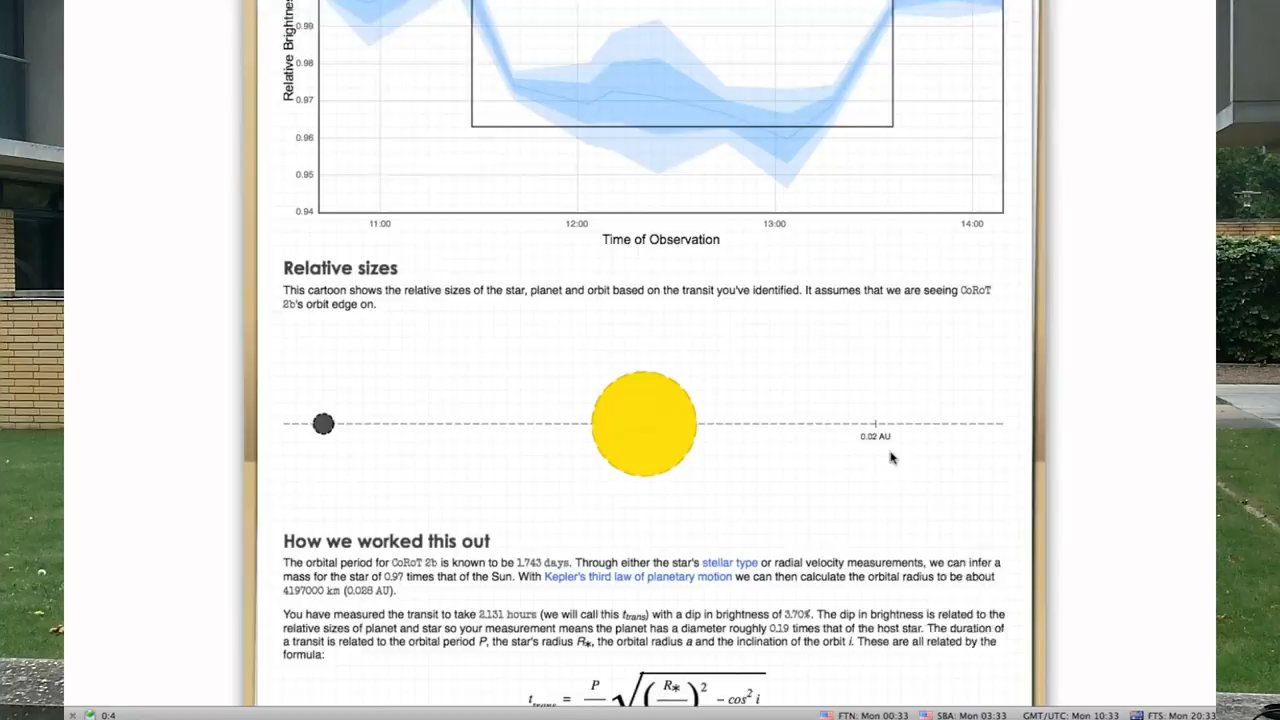 Relative Brightness
0.99
0.98
0.97
0.96
0.95
0.94
11:00
12:00
13:00
14:00
Time of Observation
Relative sizes
This cartoon shows the relative sizes of the star, planet and orbit based on the transit you've identified. It assumes that we are seeing CoRoT
2b's orbit edge on.
0.02 AU
How we worked this out
The orbital period for CoRoT 2b is known to be 1.743 days. Through either the star's stellar type or radial velocity measurements, we can infer a
mass for the star of 0.97 times that of the Sun. With Kepler's third law of planetary motion we can then calculate the orbital radius to be about
4197000 km (0.028 AU).
You have measured the transit to take 2.131 hours (we will call this t_trans) with a dip in brightness of 3.70%. The dip in brightness is related to the
relative sizes of planet and star so your measurement means the planet has a diameter roughly 0.19 times that of the host star. The duration of
a transit is related to the orbital period P, the star's radius R*, the orbital radius a and the inclination of the orbit i. These are all related by the
formula:
t_trans = P √(R*)² - cos² i
0:4
FTN: Mon 00:33 SBA: Mon 03:33 GMT/UTC: Mon 10:33 FTS: Mon 20:33